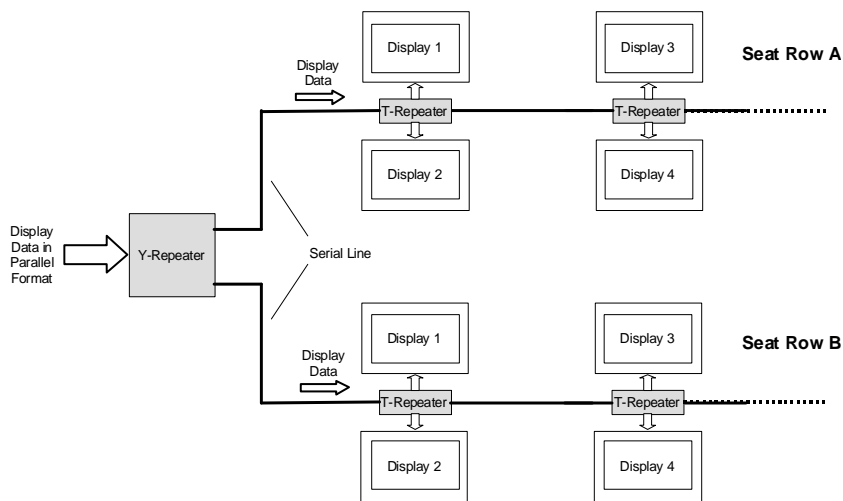 Display 1
Display 3
Seat Row A
Display
Data
T-Repeater
T-Repeater
Display 2
Display 4
Display
Data in
Parallel
Format
Y-Repeater
Serial Line
Display 1
Display 3
Seat Row B
Display
Data
T-Repeater
T-Repeater
Display 2
Display 4